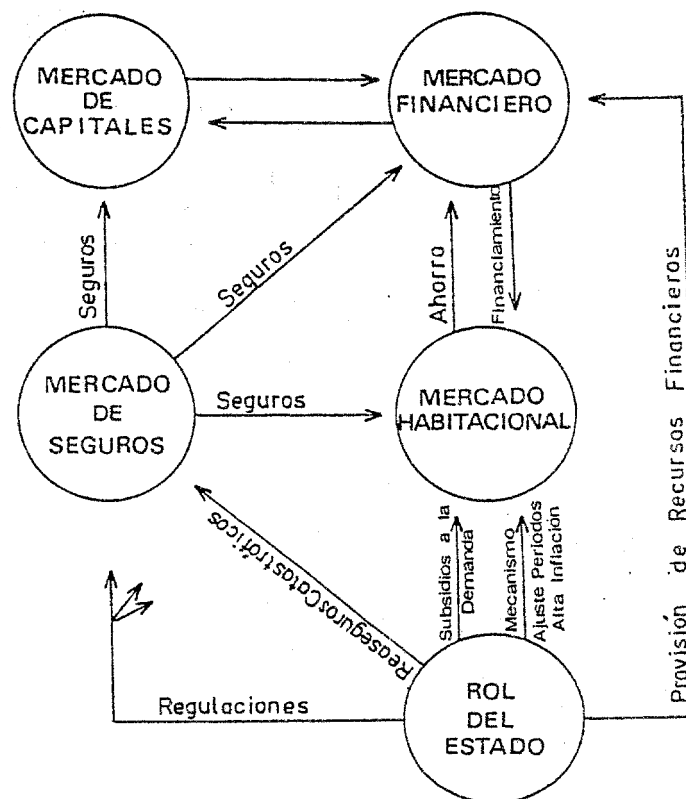 MERCADO
DE
CAPITALES
MERCADO
FINANCIERO
Seguros
Seguros
Ahorro
Financiamiento
MERCADO
DE
SEGUROS
Seguros
MERCADO
HABITACIONAL
Provisión de Recursos Financieros
Reaseguros Catastróficos
Subsidios a la
Demanda
Mecanismo
Ajuste Períodos
Alta Inflación
Regulaciones
ROL
DEL
ESTADO